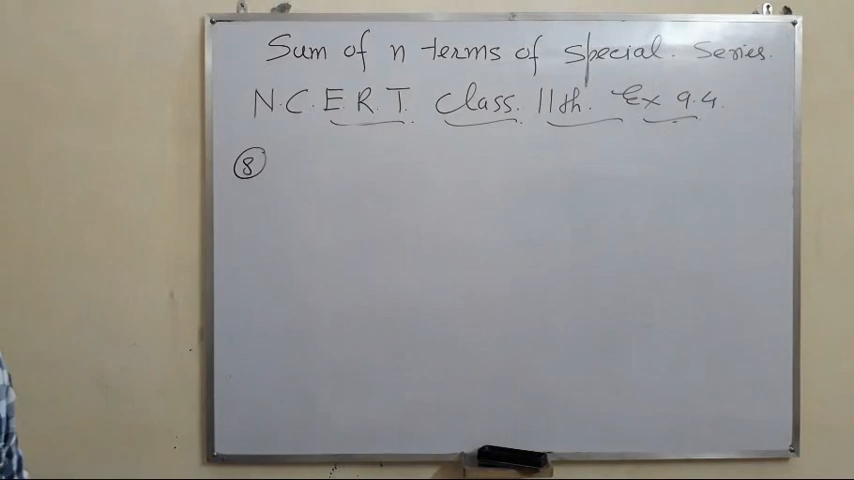 Sum of n terms of special. Series.
N.C.E.R.T. Class. 11th. Ex 9.4.
8